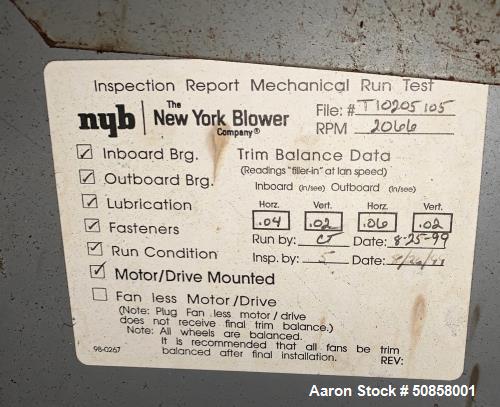 Inspection Report Mechanical Run Test
nyb The New York Blower Company®
File: # T10205105
RPM 2066
Inboard Brg.
Outboard Brg.
Lubrication
Fasteners
Run Condition
Motor/Drive Mounted
Fan less Motor/Drive
(Note: Plug Fan less motor/drive
does not receive final trim balance.)
Note: All wheels are balanced.
It is recommended that all fans be trim
balanced after final installation.
98-0267
REV:
Trim Balance Data
(Readings "filler-in" at fan speed)
Inboard (in/sec) Outboard (in/sec)
Horz. Vert. Horz. Vert.
.04 .02 .06 .02
Run by: CT Date: 8-25-99
Insp. by: 5 Date:
Aaron Stock # 50858001